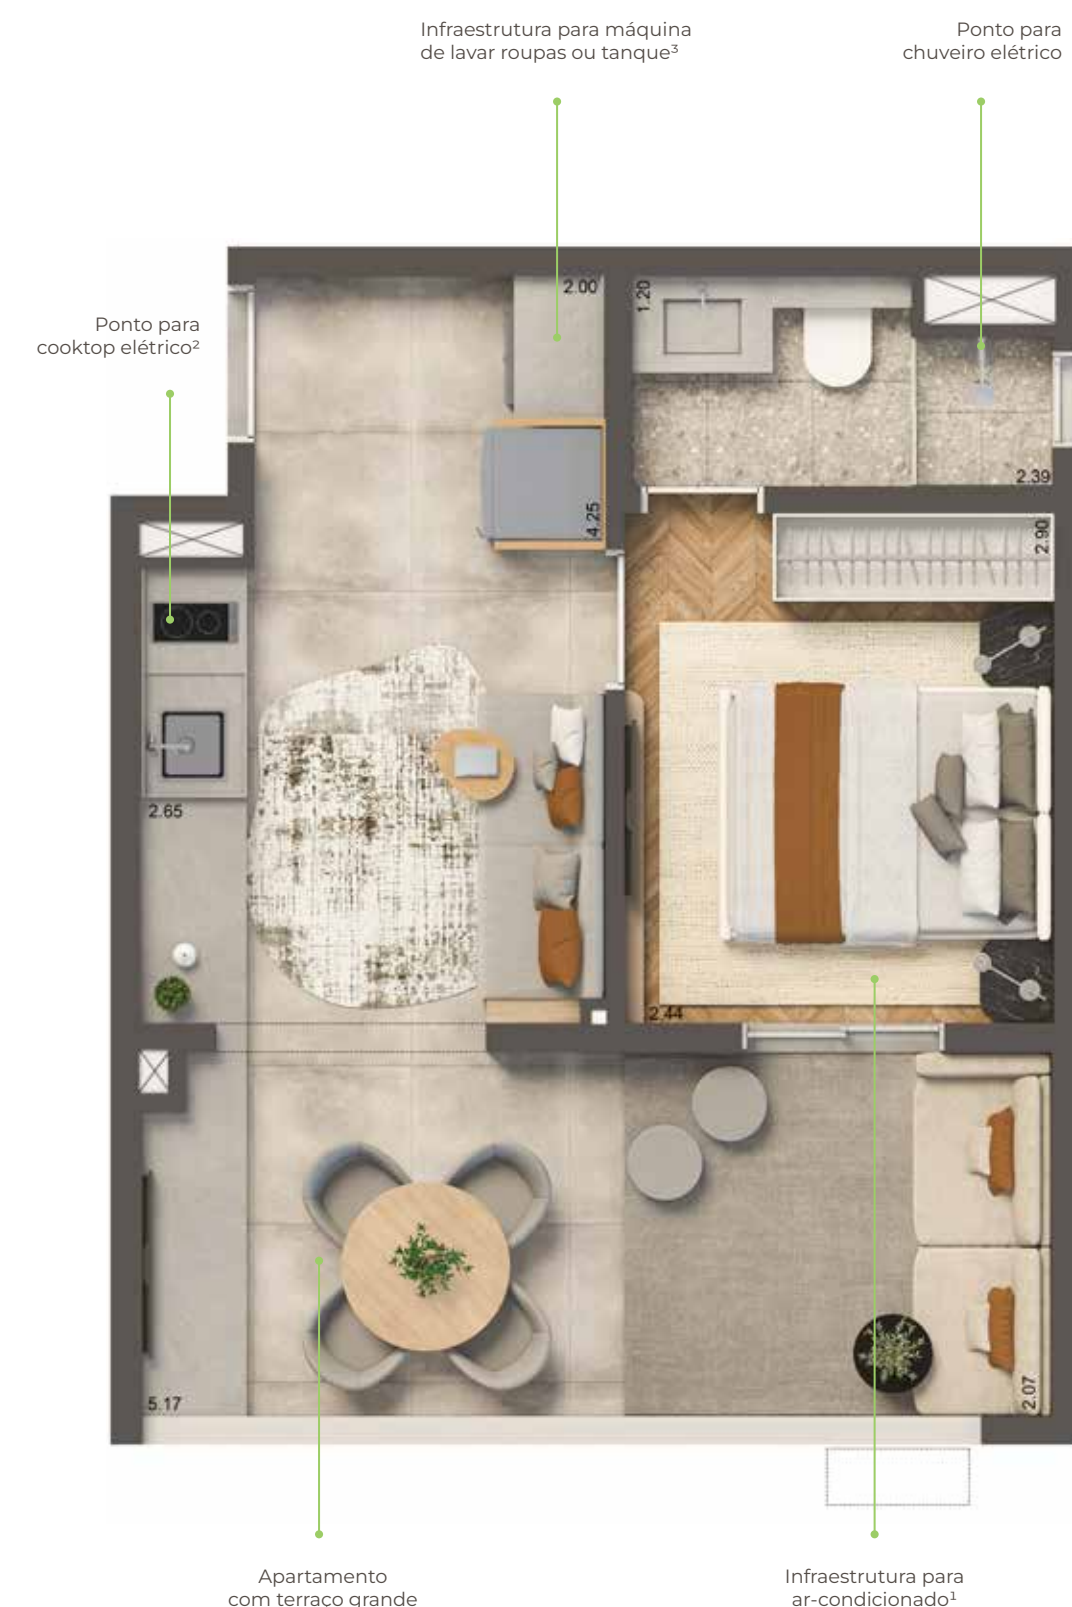 Infraestrutura para máquina
de lavar roupas ou tanque³
Ponto para
chuveiro elétrico
2.00
1.20
Ponto para
cooktop elétrico²
2.39
4.25
2.90
2.65
2.44
5.17
2.07
Apartamento
com terraço grande
Infraestrutura para
ar-condicionado¹